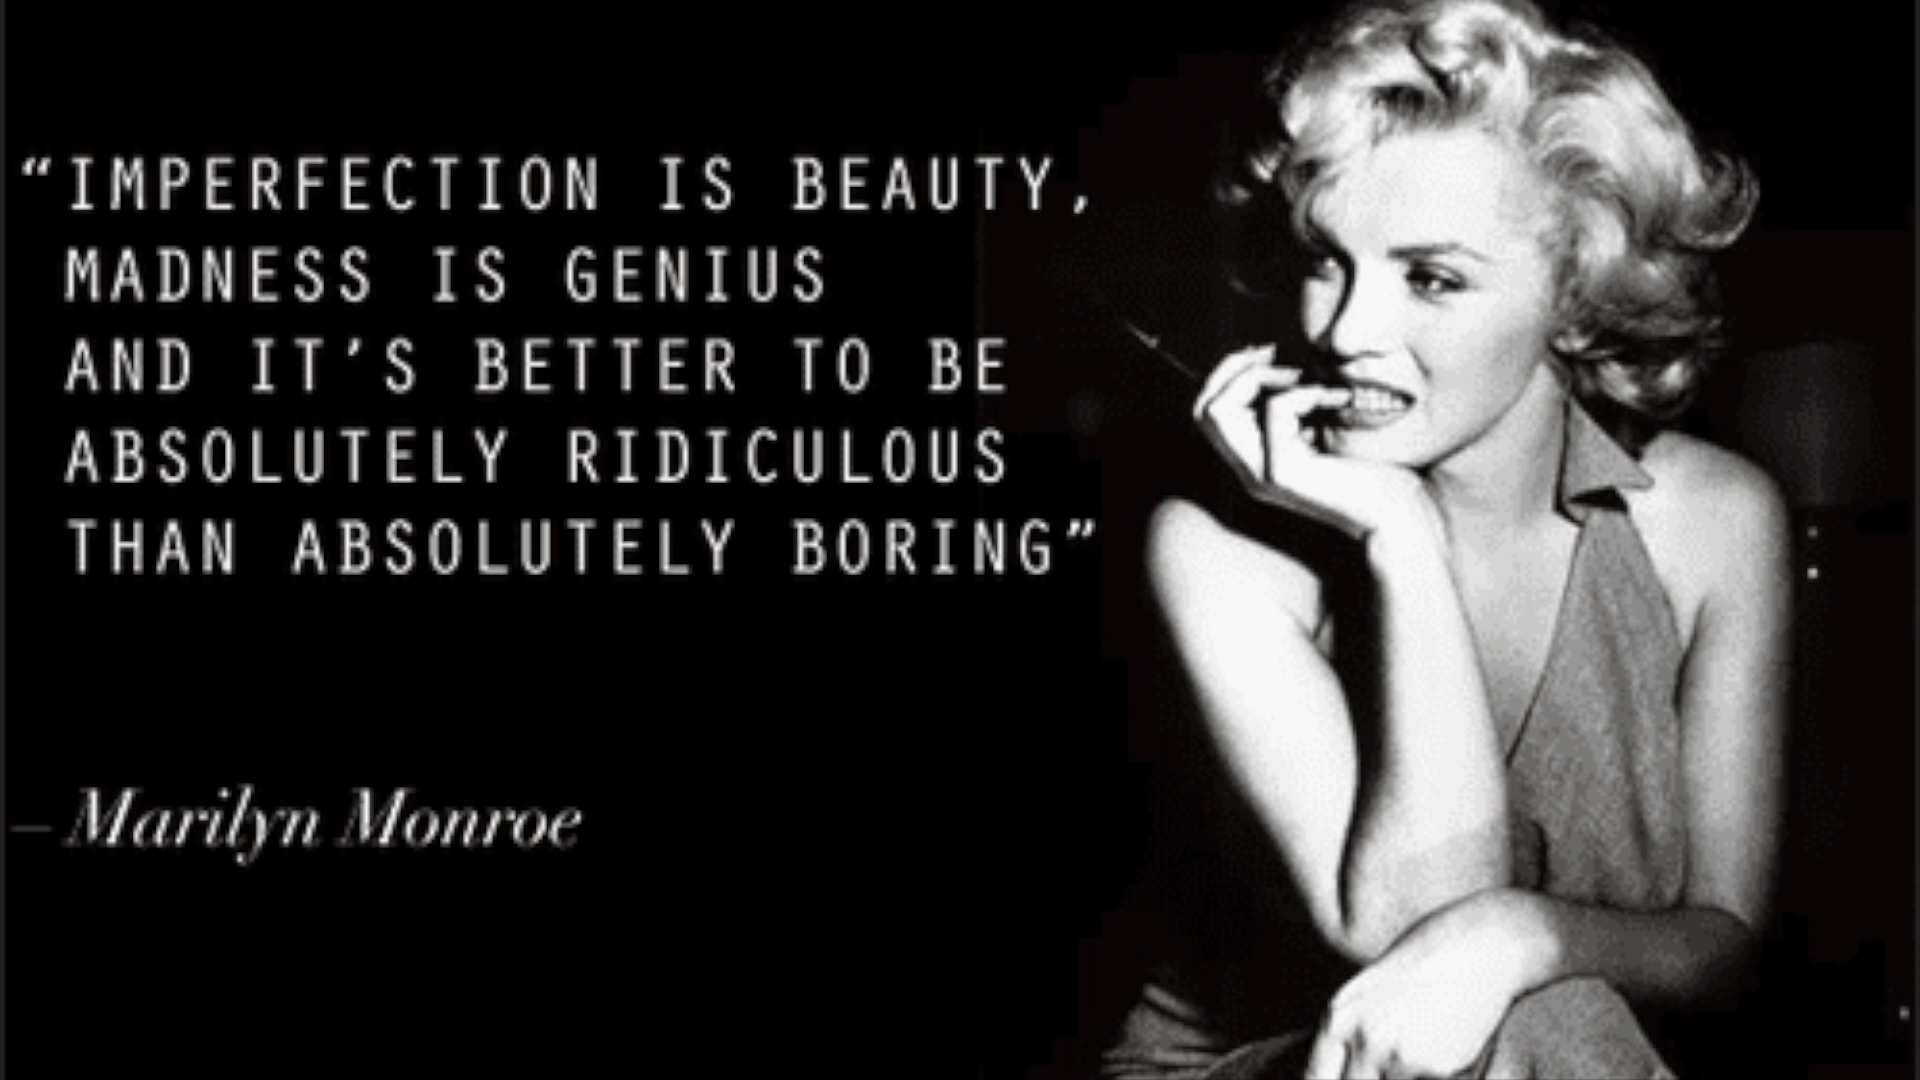 “IMPERFECTION IS BEAUTY,
MADNESS IS GENIUS
AND IT’S BETTER TO BE
ABSOLUTELY RIDICULOUS
THAN ABSOLUTELY BORING”
– Marilyn Monroe